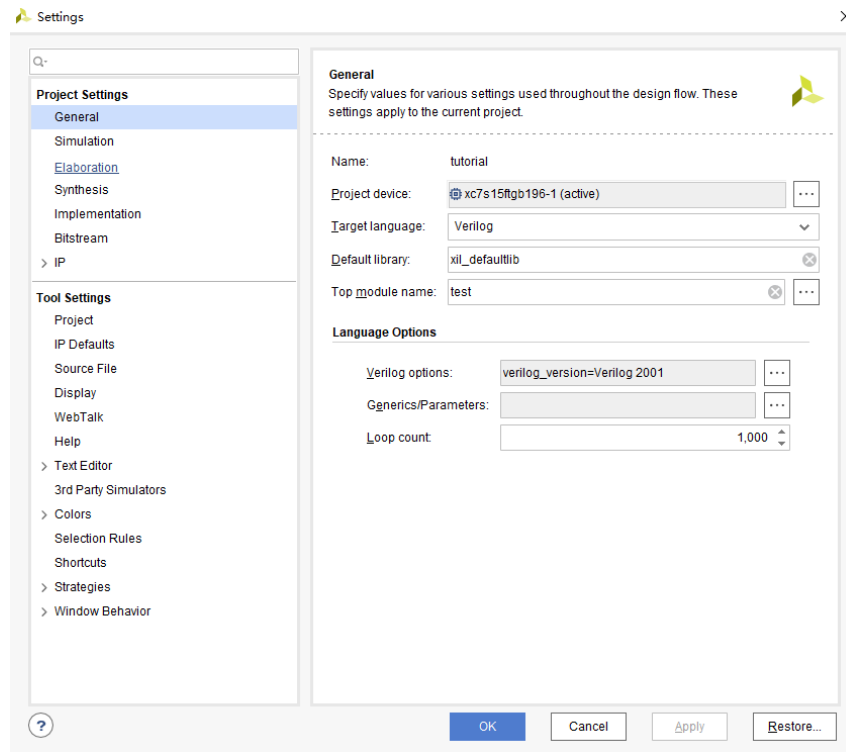 Settings
Project Settings
General
Simulation
Elaboration
Synthesis
Implementation
Bitstream
IP
Tool Settings
Project
IP Defaults
Source File
Display
WebTalk
Help
Text Editor
3rd Party Simulators
Colors
Selection Rules
Shortcuts
Strategies
Window Behavior
General
Specify values for various settings used throughout the design flow. These
settings apply to the current project.
Name: tutorial
Project device: xc7s15ftgb196-1 (active) ...
Target language: Verilog
Default library: xil_defaultlib
Top module name: test ...
Language Options
Verilog options: verilog_version=Verilog 2001 ...
Generics/Parameters: ...
Loop count: 1,000
? OK Cancel Apply Restore...